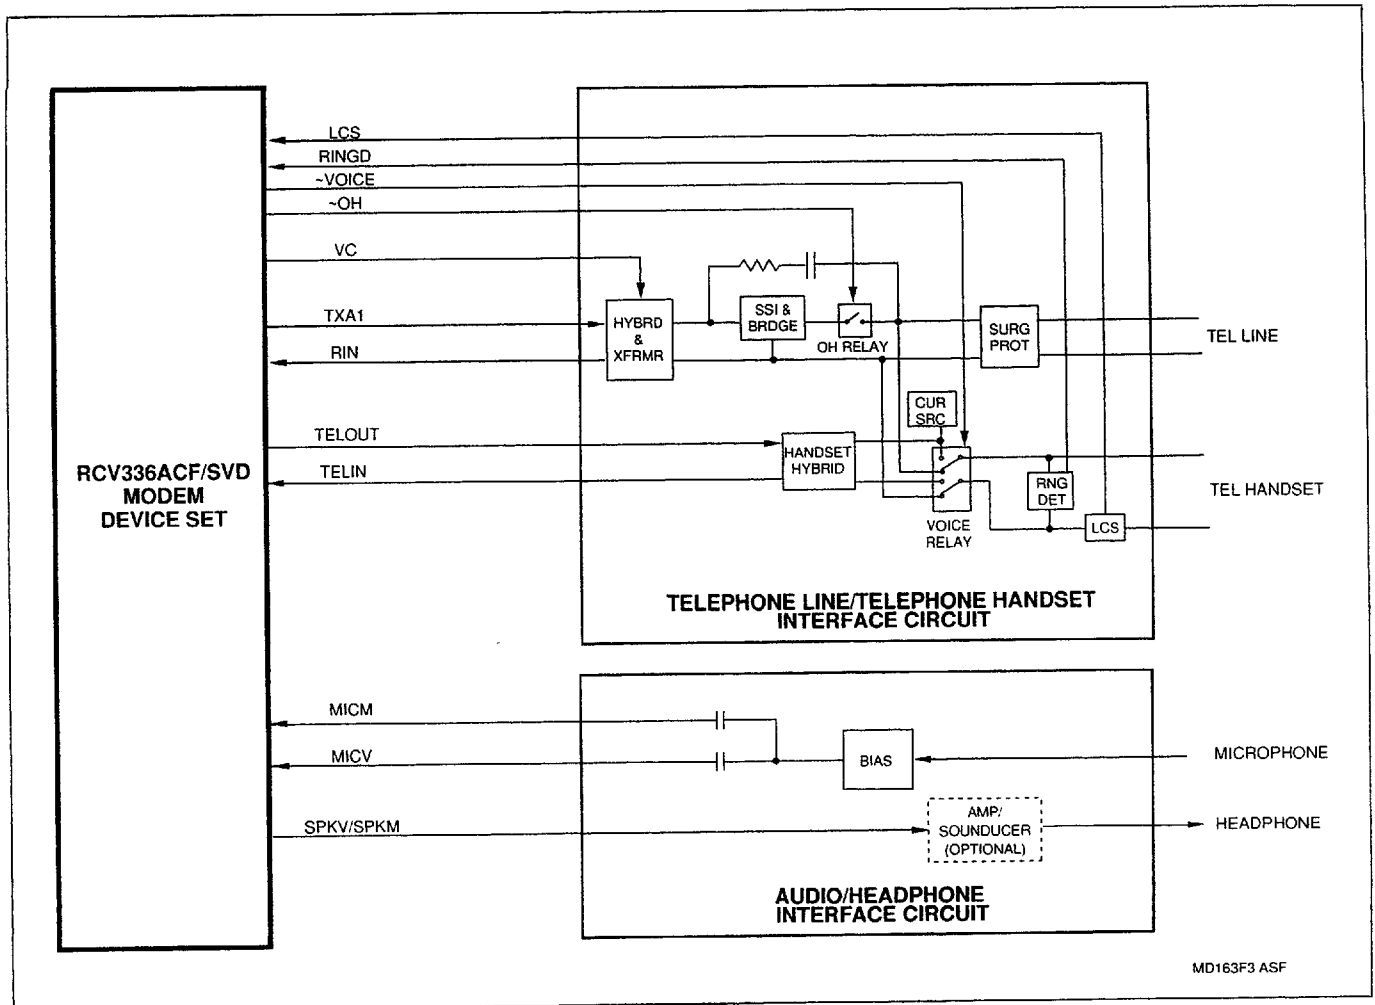 LCS
RINGD
~VOICE
~OH
VC
TXA1
RIN
TELOUT
TELIN
RCV336ACF/SVD
MODEM
DEVICE SET
HYBRD
&
XFRMR
SSI &
BRDGE
OH RELAY
SURG
PROT
TEL LINE
CUR
SRC
HANDSET
HYBRID
VOICE
RELAY
RNG
DET
LCS
TEL HANDSET
TELEPHONE LINE/TELEPHONE HANDSET
INTERFACE CIRCUIT
MICM
MICV
SPKV/SPKM
BIAS
MICROPHONE
AMP/
SOUNDUCER
(OPTIONAL)
HEADPHONE
AUDIO/HEADPHONE
INTERFACE CIRCUIT
MD163F3 ASF